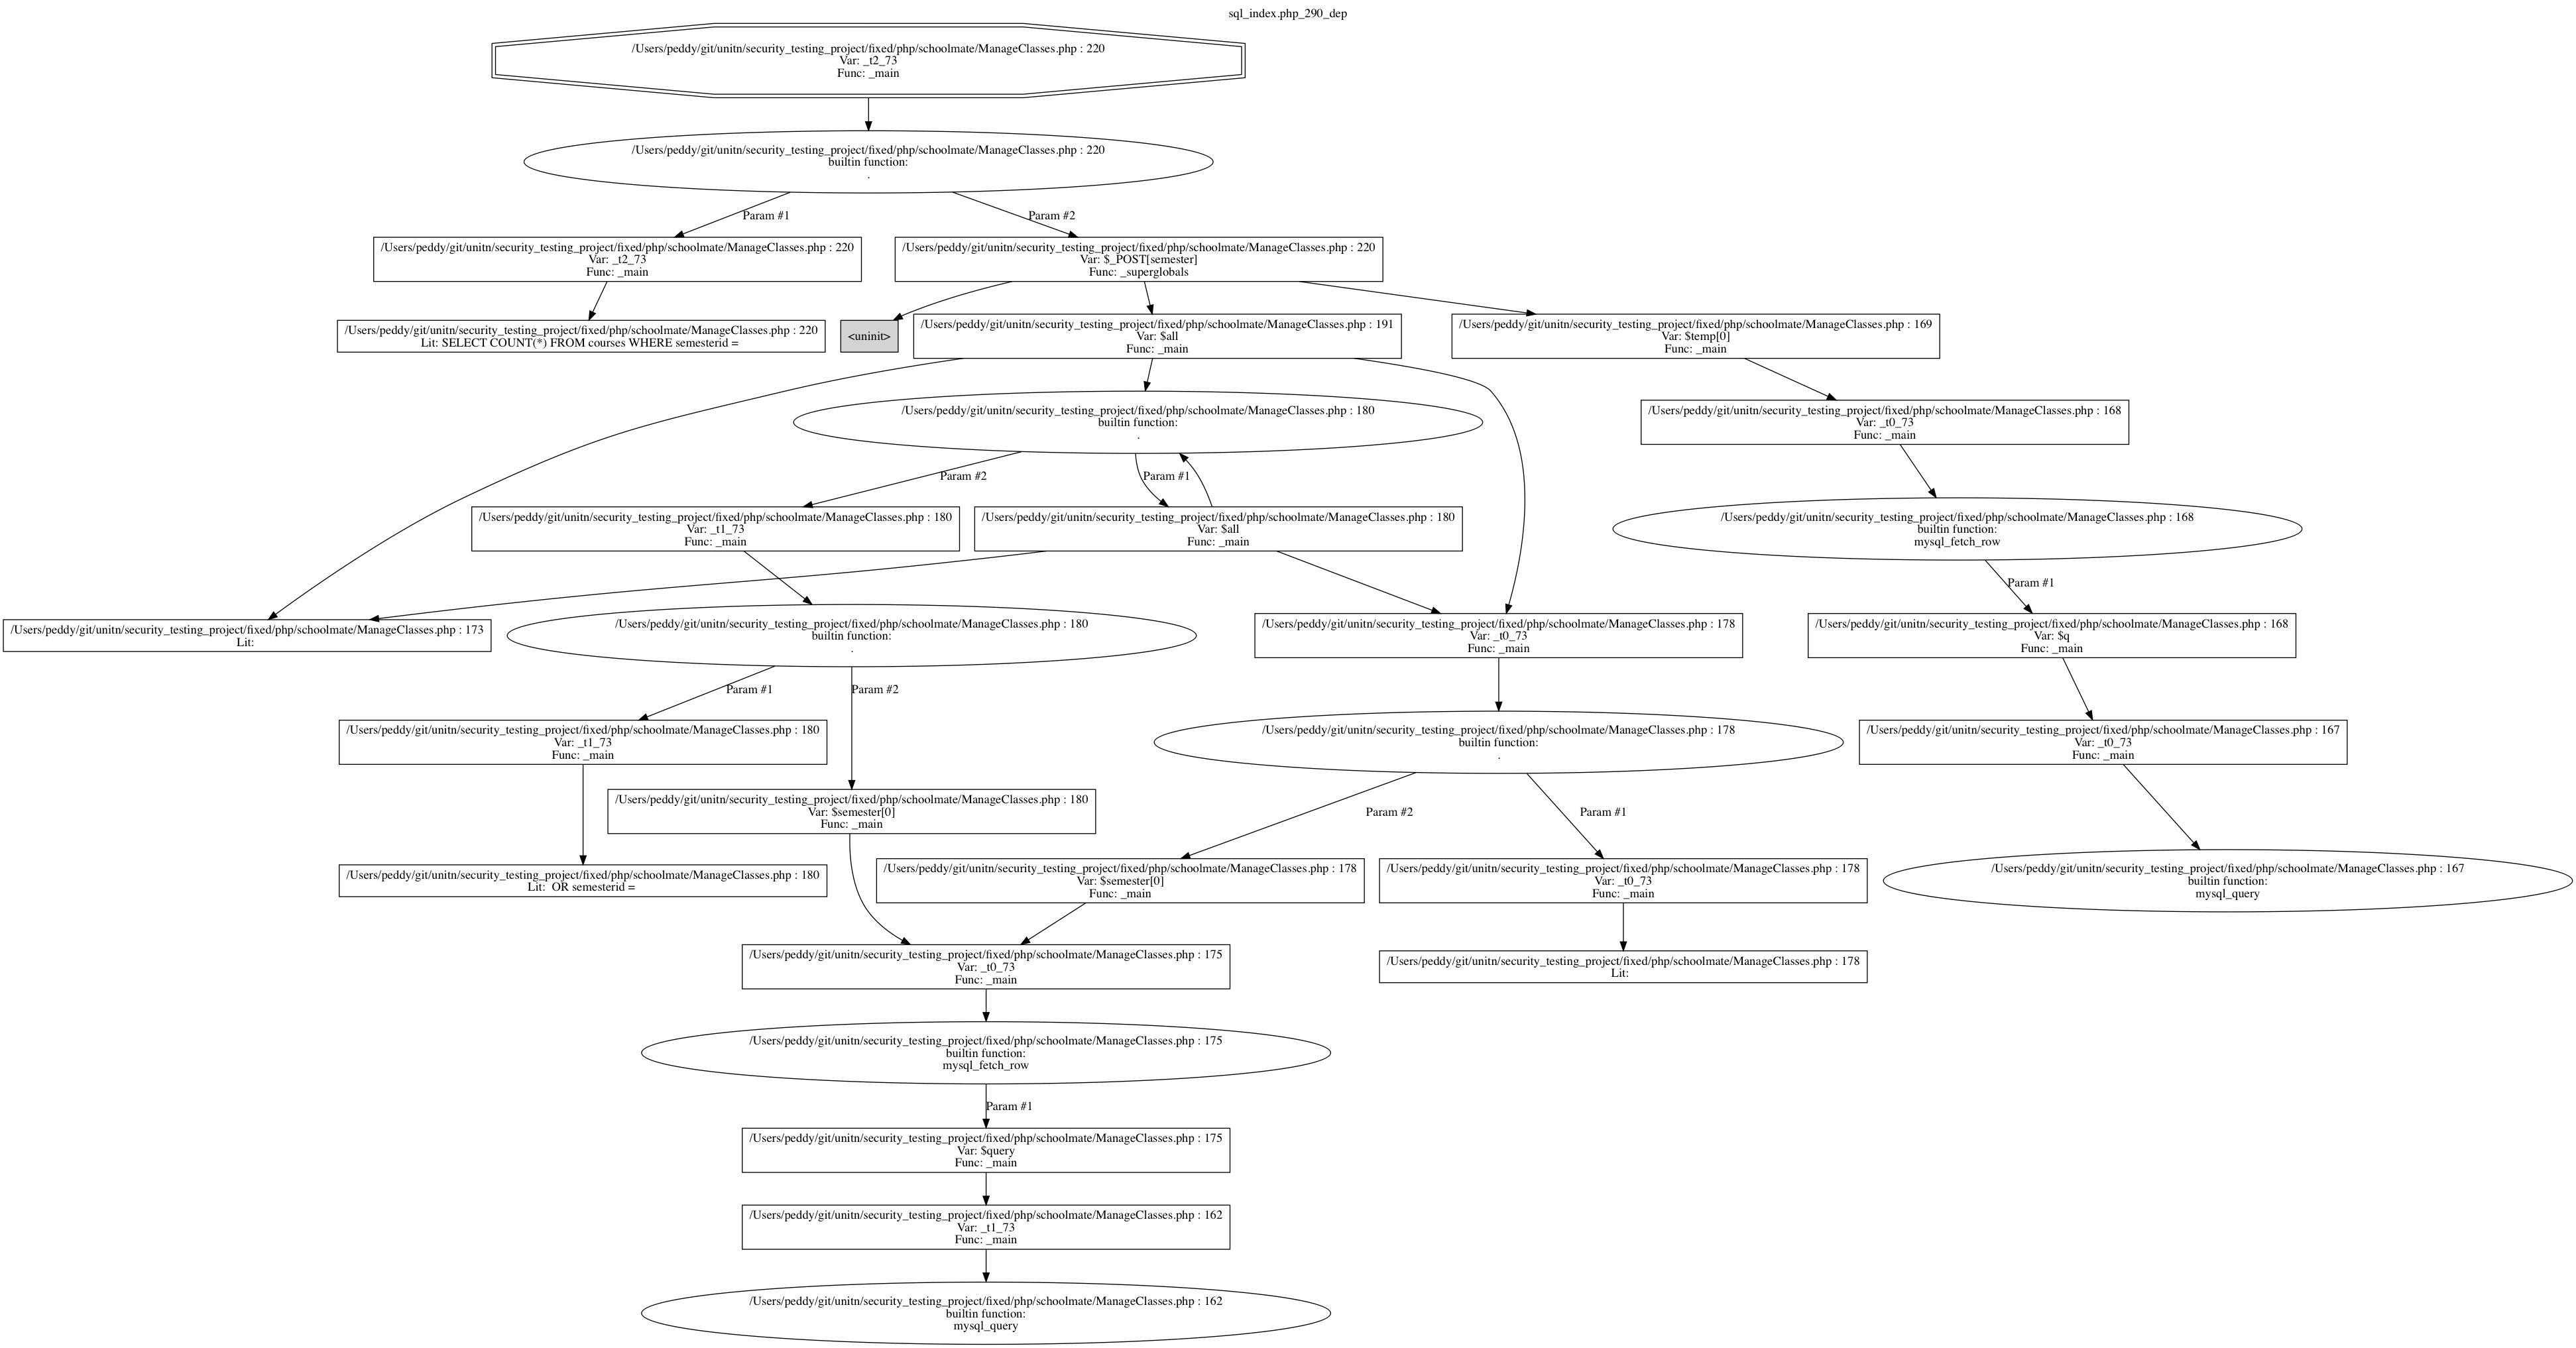 sql_index.php_290_dep
/Users/peddy/git/unitn/security_testing_project/fixed/php/schoolmate/ManageClasses.php : 220
Var: _t2_73
Func: _main
/Users/peddy/git/unitn/security_testing_project/fixed/php/schoolmate/ManageClasses.php : 220
builtin function:
.
Param #1
Param #2
/Users/peddy/git/unitn/security_testing_project/fixed/php/schoolmate/ManageClasses.php : 220
Var: _t2_73
Func: _main
/Users/peddy/git/unitn/security_testing_project/fixed/php/schoolmate/ManageClasses.php : 220
Var: $_POST[semester]
Func: _superglobals
/Users/peddy/git/unitn/security_testing_project/fixed/php/schoolmate/ManageClasses.php : 220
Lit: SELECT COUNT(*) FROM courses WHERE semesterid =
<uninit>
/Users/peddy/git/unitn/security_testing_project/fixed/php/schoolmate/ManageClasses.php : 191
Var: $all
Func: _main
/Users/peddy/git/unitn/security_testing_project/fixed/php/schoolmate/ManageClasses.php : 169
Var: $temp[0]
Func: _main
/Users/peddy/git/unitn/security_testing_project/fixed/php/schoolmate/ManageClasses.php : 180
builtin function:
.
/Users/peddy/git/unitn/security_testing_project/fixed/php/schoolmate/ManageClasses.php : 168
Var: _t0_73
Func: _main
Param #2
Param #1
/Users/peddy/git/unitn/security_testing_project/fixed/php/schoolmate/ManageClasses.php : 180
Var: _t1_73
Func: _main
/Users/peddy/git/unitn/security_testing_project/fixed/php/schoolmate/ManageClasses.php : 180
Var: $all
Func: _main
/Users/peddy/git/unitn/security_testing_project/fixed/php/schoolmate/ManageClasses.php : 168
builtin function:
mysql_fetch_row
Param #1
/Users/peddy/git/unitn/security_testing_project/fixed/php/schoolmate/ManageClasses.php : 173
Lit:
/Users/peddy/git/unitn/security_testing_project/fixed/php/schoolmate/ManageClasses.php : 180
builtin function:
.
/Users/peddy/git/unitn/security_testing_project/fixed/php/schoolmate/ManageClasses.php : 178
Var: _t0_73
Func: _main
/Users/peddy/git/unitn/security_testing_project/fixed/php/schoolmate/ManageClasses.php : 168
Var: $q
Func: _main
Param #1
Param #2
/Users/peddy/git/unitn/security_testing_project/fixed/php/schoolmate/ManageClasses.php : 180
Var: _t1_73
Func: _main
/Users/peddy/git/unitn/security_testing_project/fixed/php/schoolmate/ManageClasses.php : 178
builtin function:
.
/Users/peddy/git/unitn/security_testing_project/fixed/php/schoolmate/ManageClasses.php : 167
Var: _t0_73
Func: _main
/Users/peddy/git/unitn/security_testing_project/fixed/php/schoolmate/ManageClasses.php : 180
Var: $semester[0]
Func: _main
Param #2
Param #1
/Users/peddy/git/unitn/security_testing_project/fixed/php/schoolmate/ManageClasses.php : 180
Lit:  OR semesterid =
/Users/peddy/git/unitn/security_testing_project/fixed/php/schoolmate/ManageClasses.php : 178
Var: $semester[0]
Func: _main
/Users/peddy/git/unitn/security_testing_project/fixed/php/schoolmate/ManageClasses.php : 178
Var: _t0_73
Func: _main
/Users/peddy/git/unitn/security_testing_project/fixed/php/schoolmate/ManageClasses.php : 167
builtin function:
mysql_query
/Users/peddy/git/unitn/security_testing_project/fixed/php/schoolmate/ManageClasses.php : 175
Var: _t0_73
Func: _main
/Users/peddy/git/unitn/security_testing_project/fixed/php/schoolmate/ManageClasses.php : 178
Lit:
/Users/peddy/git/unitn/security_testing_project/fixed/php/schoolmate/ManageClasses.php : 175
builtin function:
mysql_fetch_row
Param #1
/Users/peddy/git/unitn/security_testing_project/fixed/php/schoolmate/ManageClasses.php : 175
Var: $query
Func: _main
/Users/peddy/git/unitn/security_testing_project/fixed/php/schoolmate/ManageClasses.php : 162
Var: _t1_73
Func: _main
/Users/peddy/git/unitn/security_testing_project/fixed/php/schoolmate/ManageClasses.php : 162
builtin function:
mysql_query